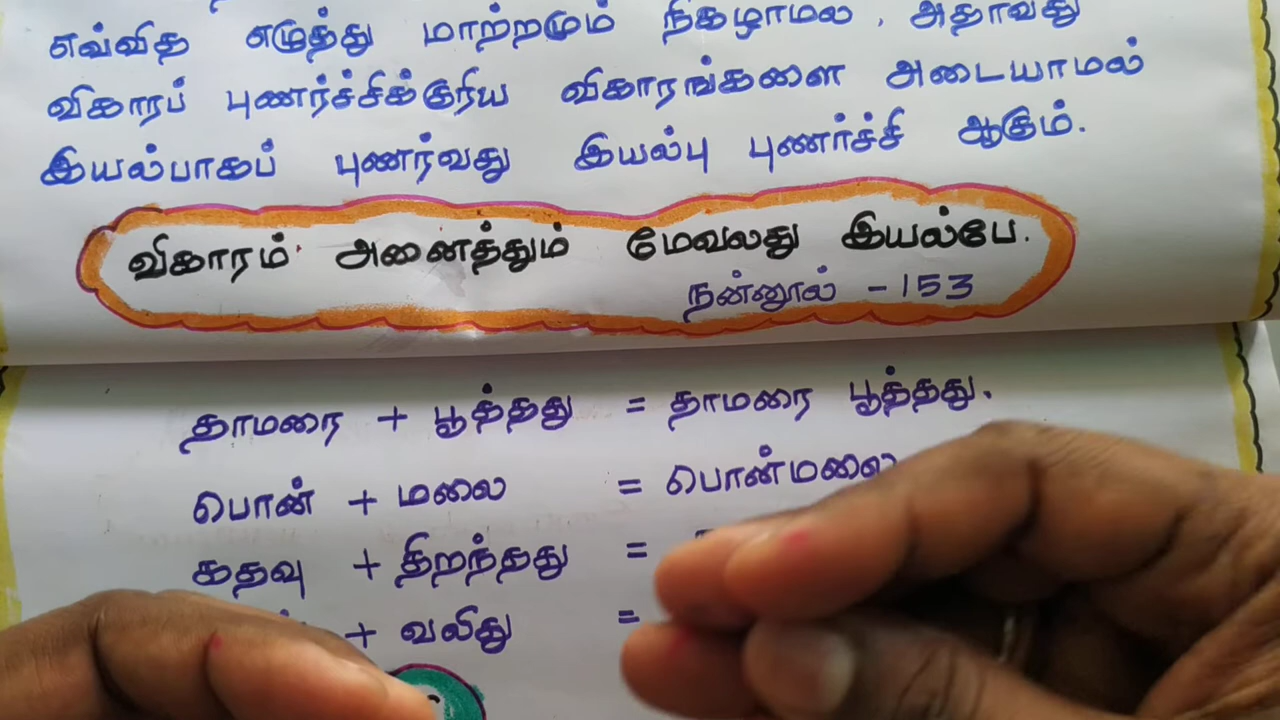 எவ்வித எழுத்து மாற்றமும் நிகழாமல, அதாவது
விகாரப் புணர்ச்சிக்குரிய விகாரங்களை அடையாமல்
இயல்பாகப் புணர்வது இயல்பு புணர்ச்சி ஆகும்.
விகாரம் அனைத்தும் மேவலது இயல்பே.
நன்னூல் - 153
தாமரை + பூத்தது = தாமரை பூத்தது.
பொன் + மலை = பொன்மலை
கதவு + திறந்தது =
+ வலிது =